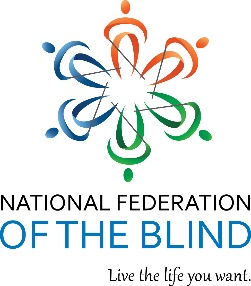 NATIONAL FEDERATION
OF THE BLIND
Live the life you want.